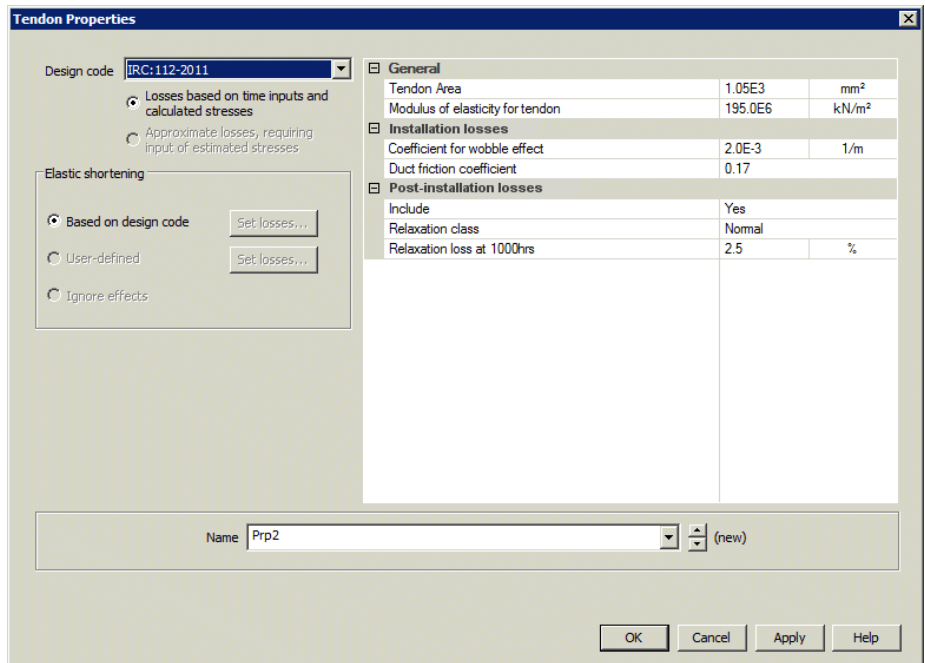 Tendon Properties
Design code IRC:112-2011
Losses based on time inputs and
calculated stresses
Approximate losses, requiring
input of estimated stresses
Elastic shortening
Based on design code Set losses...
User-defined Set losses...
Ignore effects
General
Tendon Area 1.05E3 mm²
Modulus of elasticity for tendon 195.0E6 kN/m²
Installation losses
Coefficient for wobble effect 2.0E-3 1/m
Duct friction coefficient 0.17
Post-installation losses
Include Yes
Relaxation class Normal
Relaxation loss at 1000hrs 2.5 %
Name Prp2 (new)
OK Cancel Apply Help